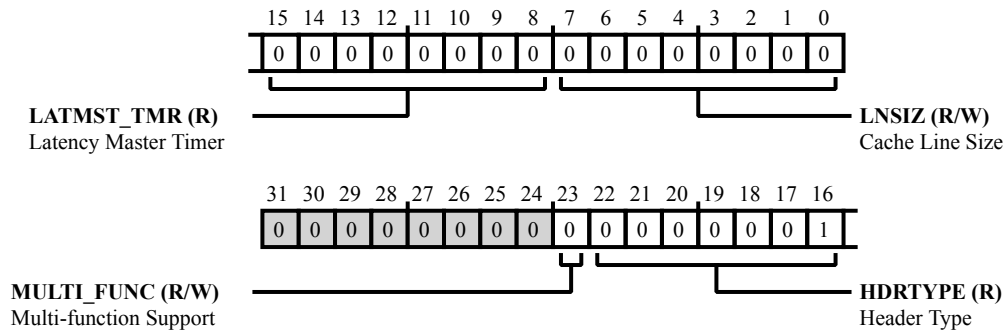 15 14 13 12 11 10 9 8 7 6 5 4 3 2 1 0
0 0 0 0 0 0 0 0 0 0 0 0 0 0 0 0
LATMST_TMR (R)
Latency Master Timer
LNSIZ (R/W)
Cache Line Size
31 30 29 28 27 26 25 24 23 22 21 20 19 18 17 16
0 0 0 0 0 0 0 0 0 0 0 0 0 0 0 1
MULTI_FUNC (R/W)
Multi-function Support
HDRTYPE (R)
Header Type